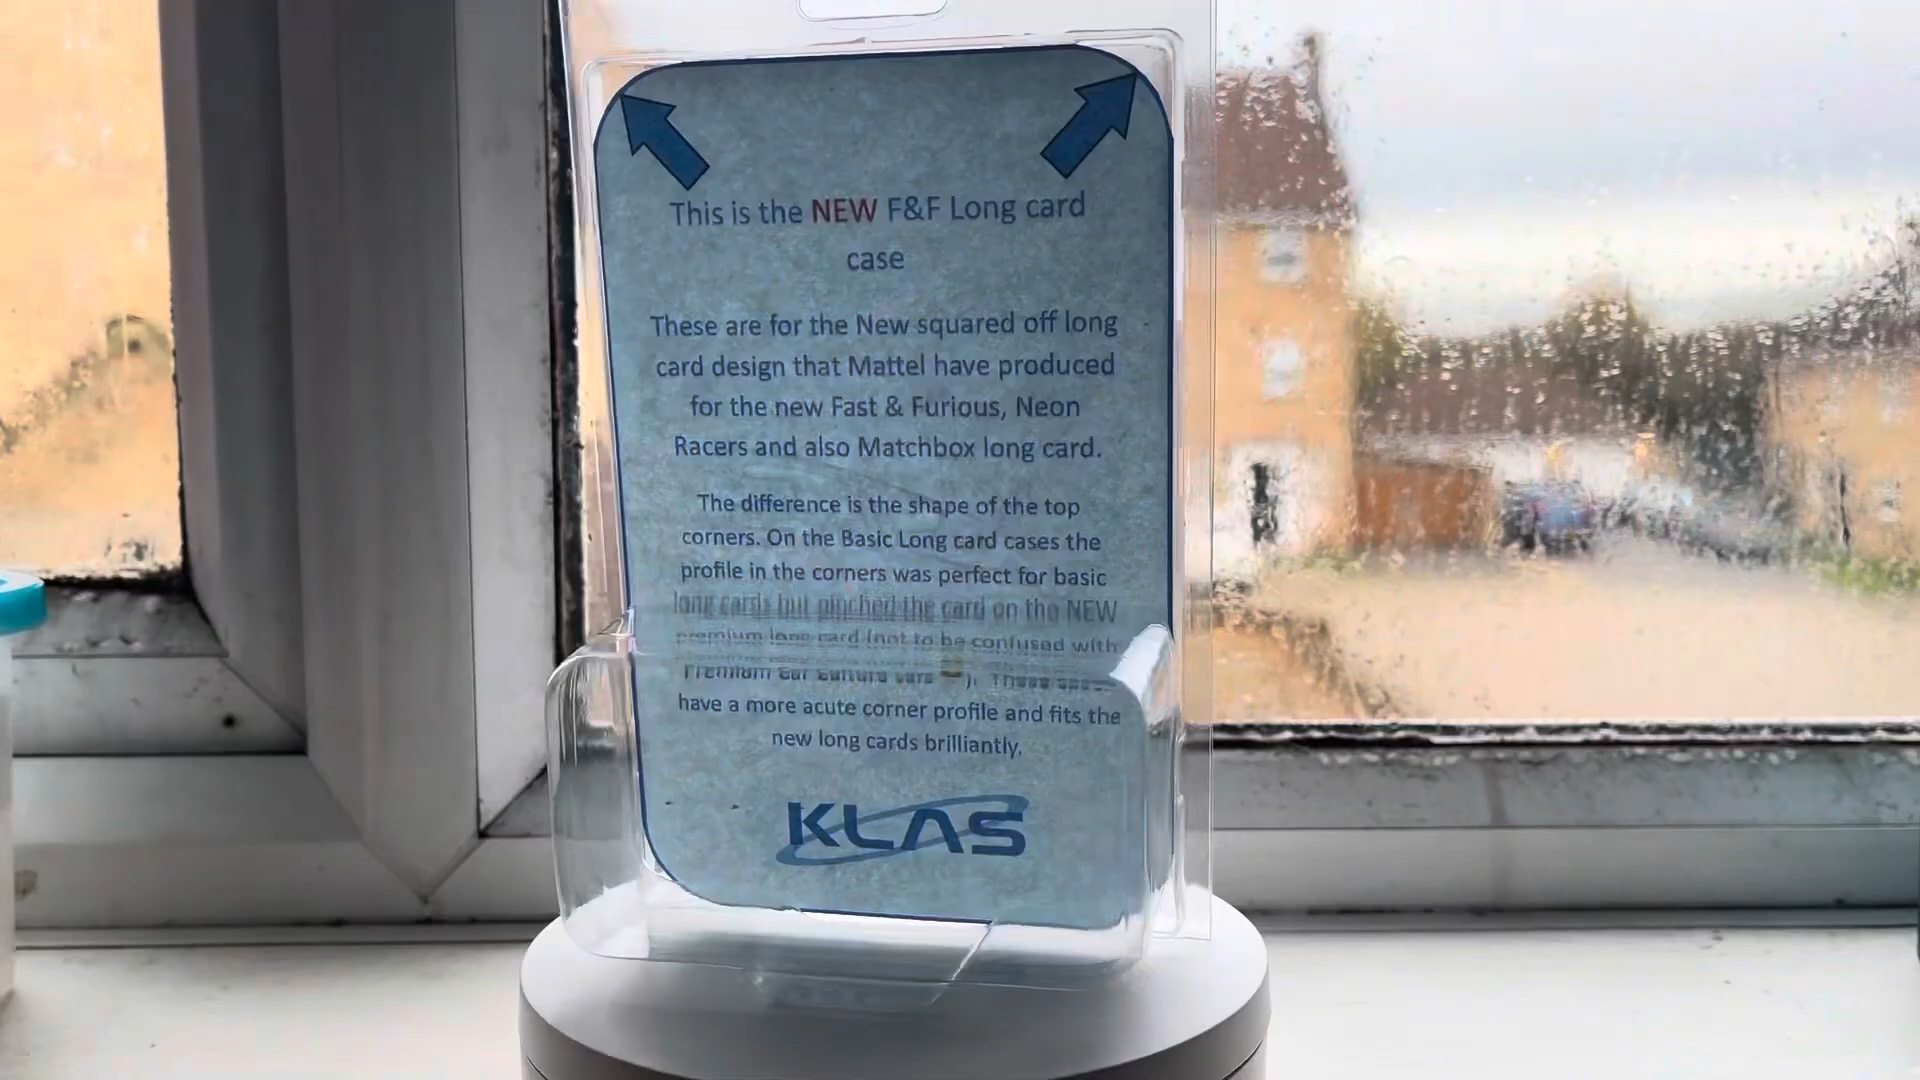 This is the NEW F&F Long card
case
These are for the New squared off long
card design that Mattel have produced
for the new Fast & Furious, Neon
Racers and also Matchbox long card.
The difference is the shape of the top
corners. On the Basic Long card cases the
profile in the corners was perfect for basic
long cards but pinched the card on the NEW
premium long card (not to be confused with
Premium Car Culture cars ). These
have a more acute corner profile and fits the
new long cards brilliantly.
KLAS